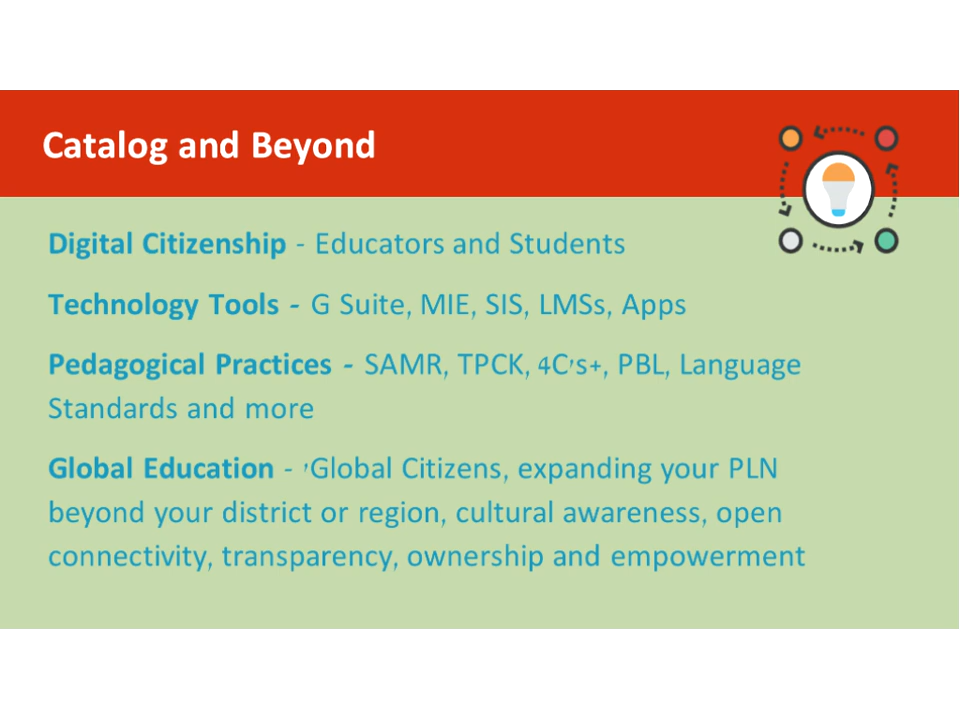 Catalog and Beyond
Digital Citizenship - Educators and Students
Technology Tools - G Suite, MIE, SIS, LMSs, Apps
Pedagogical Practices - SAMR, TPCK, 4C's+, PBL, Language
Standards and more
Global Education - 'Global Citizens, expanding your PLN
beyond your district or region, cultural awareness, open
connectivity, transparency, ownership and empowerment